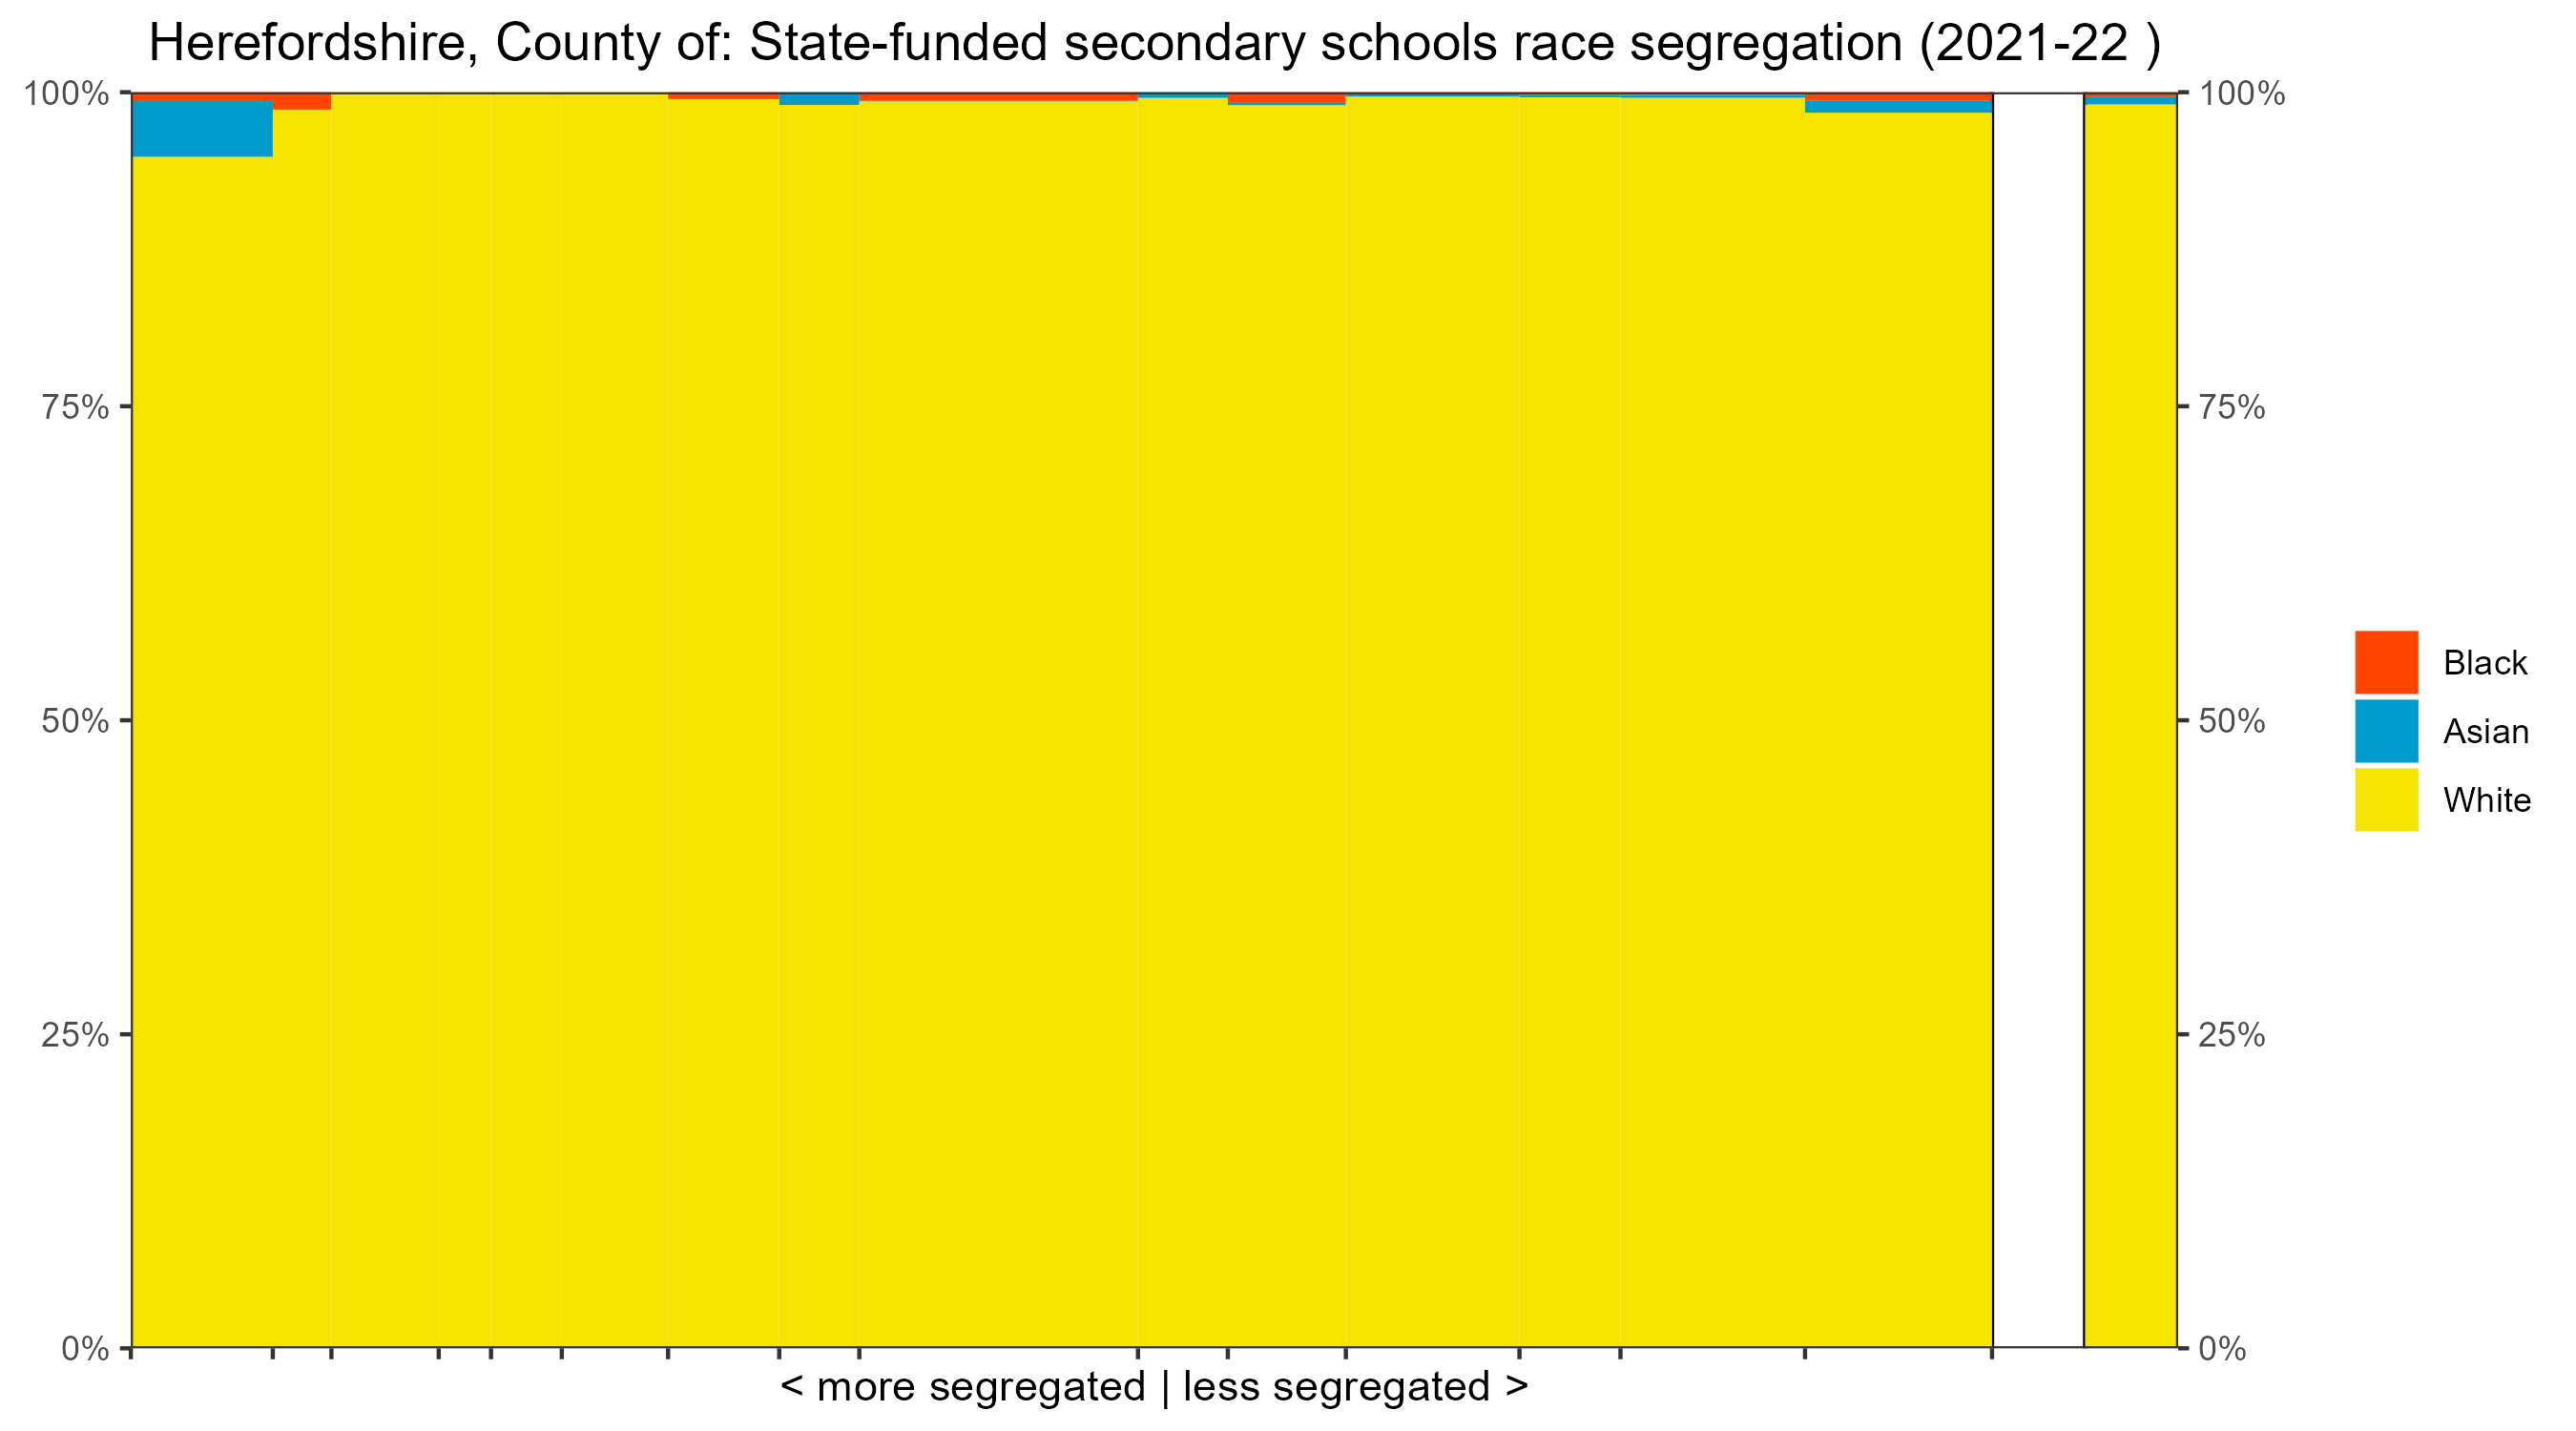 Herefordshire, County of: State-funded secondary schools race segregation (2021-22 )
100%
75%
50%
25%
0%
100%
75%
50%
25%
0%
Black
Asian
White
< more segregated | less segregated >